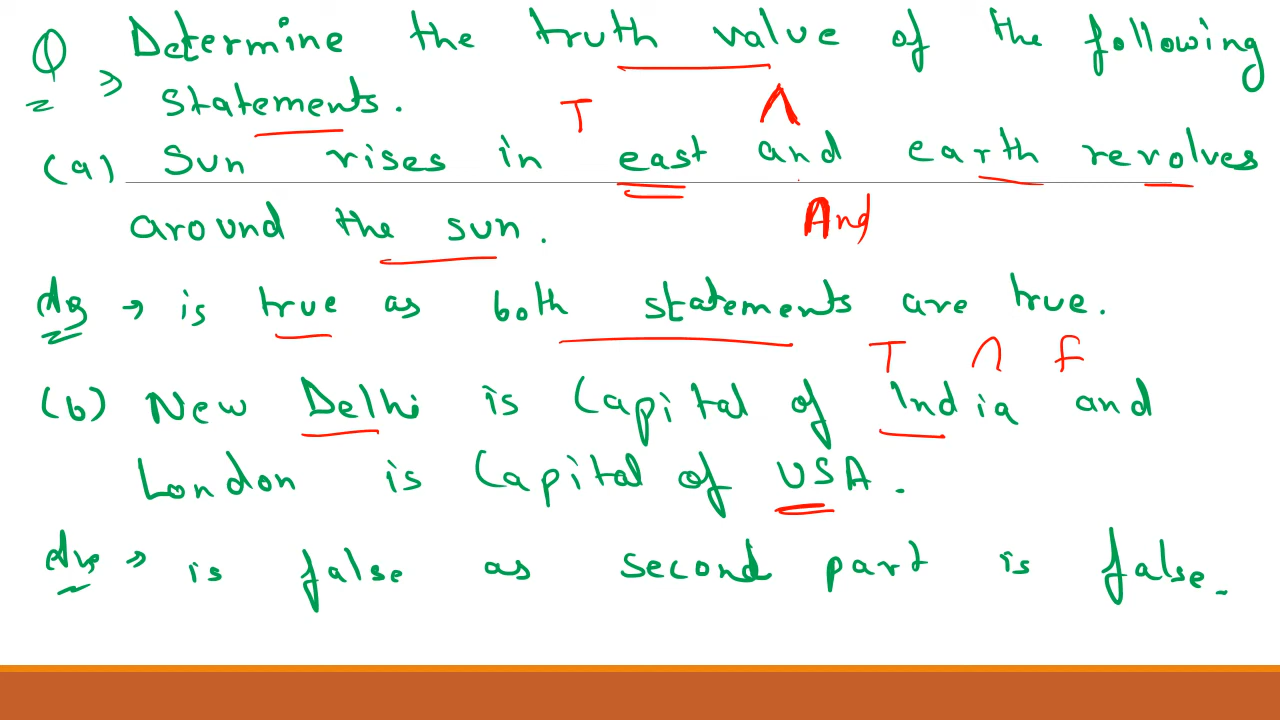 Q Determine the truth value of the following
⇒ statements.
T ∧
(a) Sun rises in east and earth revolves
around the sun. And
Ans → is true as both statements are true.
T ∧ F
(b) New Delhi is Capital of India and
London is Capital of USA.
Ans → is false as second part is false.